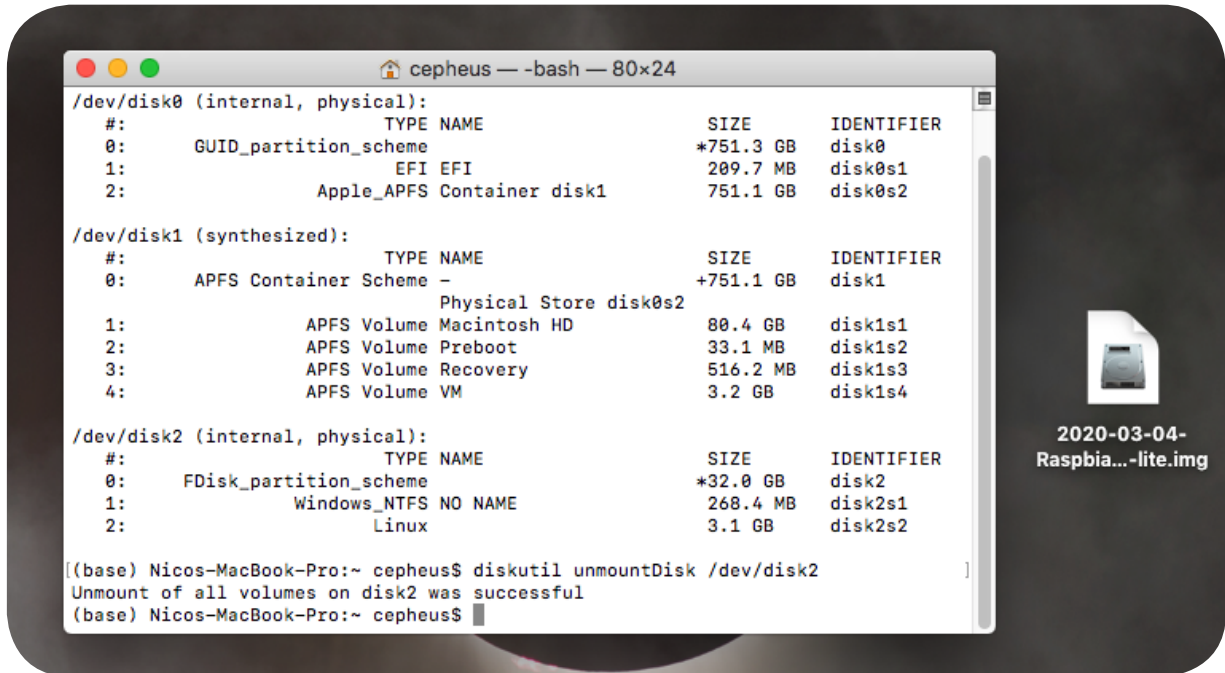 cepheus — -bash — 80×24
/dev/disk0 (internal, physical):
#: TYPE NAME SIZE IDENTIFIER
0: GUID_partition_scheme *751.3 GB disk0
1: EFI EFI 209.7 MB disk0s1
2: Apple_APFS Container disk1 751.1 GB disk0s2
/dev/disk1 (synthesized):
#: TYPE NAME SIZE IDENTIFIER
0: APFS Container Scheme - +751.1 GB disk1
Physical Store disk0s2
1: APFS Volume Macintosh HD 80.4 GB disk1s1
2: APFS Volume Preboot 33.1 MB disk1s2
3: APFS Volume Recovery 516.2 MB disk1s3
4: APFS Volume VM 3.2 GB disk1s4
/dev/disk2 (internal, physical):
#: TYPE NAME SIZE IDENTIFIER
0: FDisk_partition_scheme *32.0 GB disk2
1: Windows_NTFS NO NAME 268.4 MB disk2s1
2: Linux 3.1 GB disk2s2
[(base) Nicos-MacBook-Pro:~ cepheus$ diskutil unmountDisk /dev/disk2 ]
Unmount of all volumes on disk2 was successful
(base) Nicos-MacBook-Pro:~ cepheus$
2020-03-04-
Raspbia...-lite.img